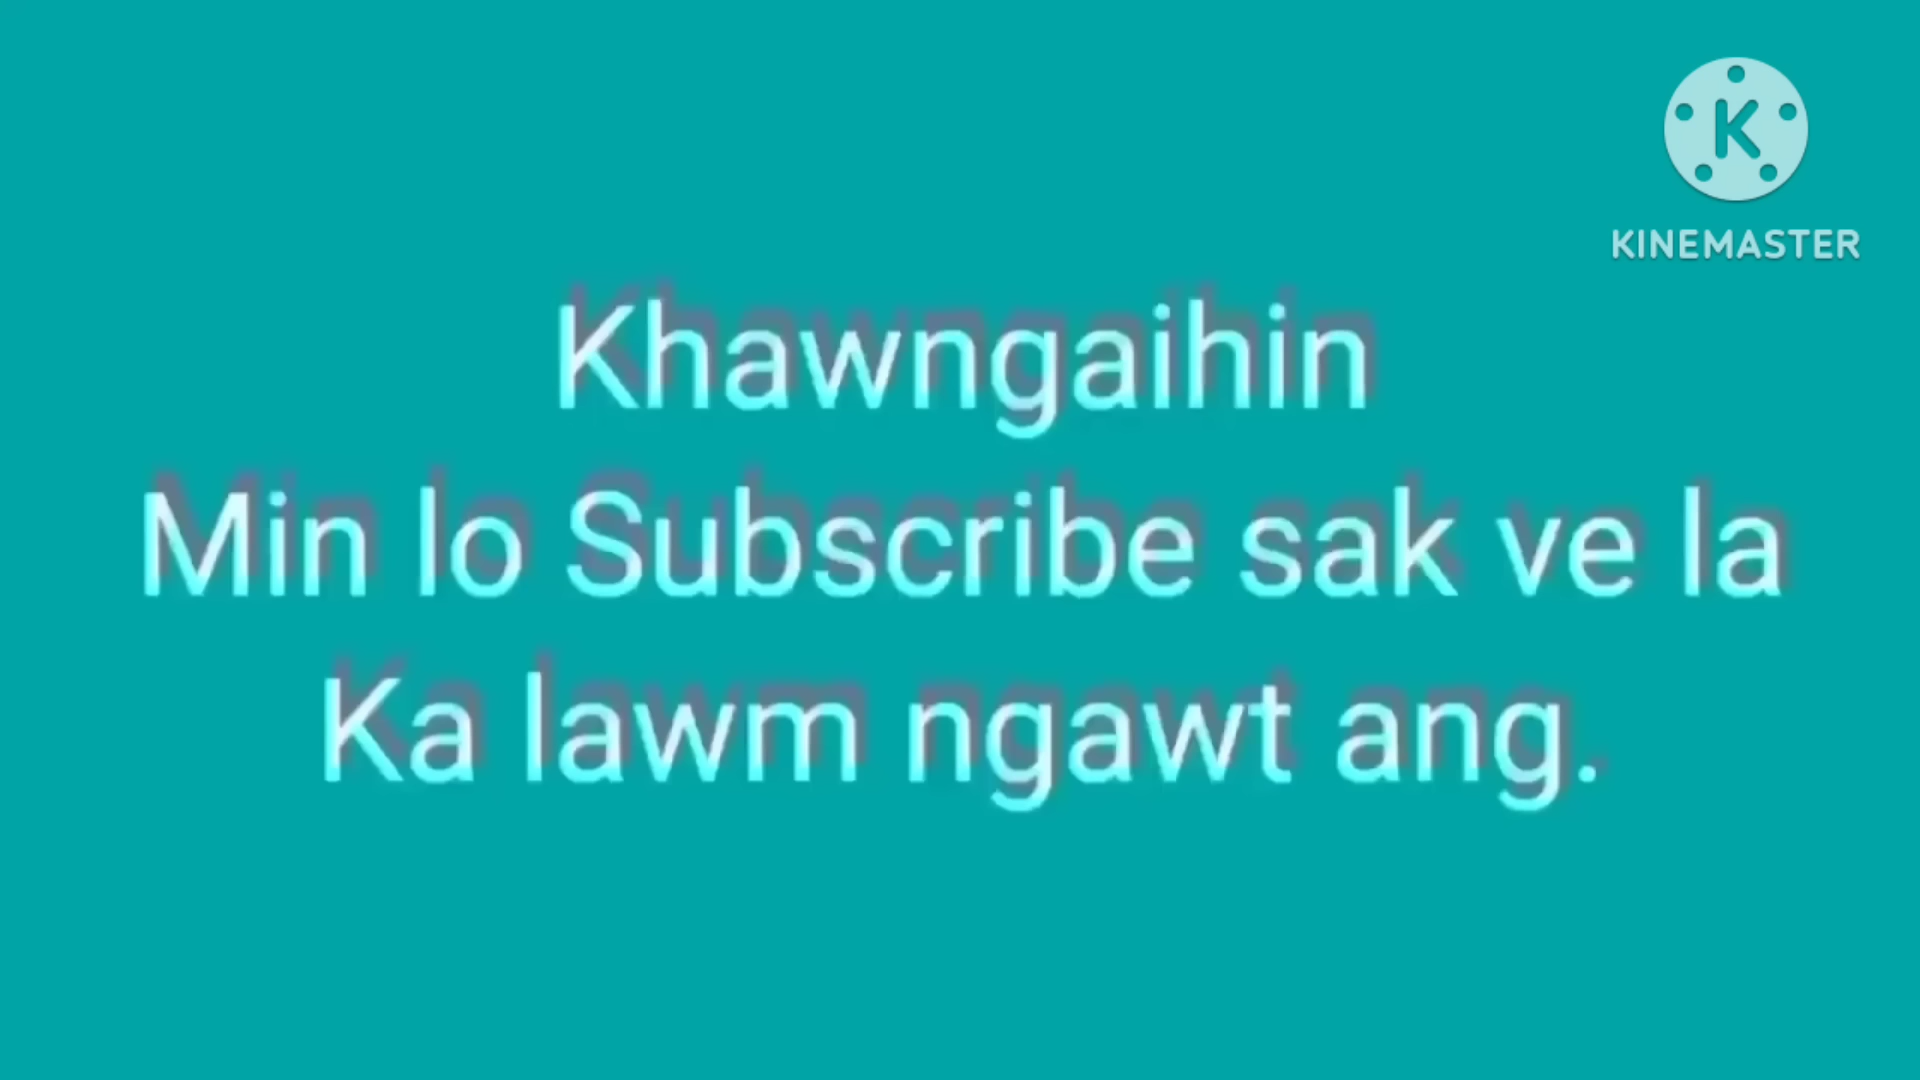 K
KINEMASTER
Khawngaihin
Min lo Subscribe sak ve la
Ka lawm ngawt ang.